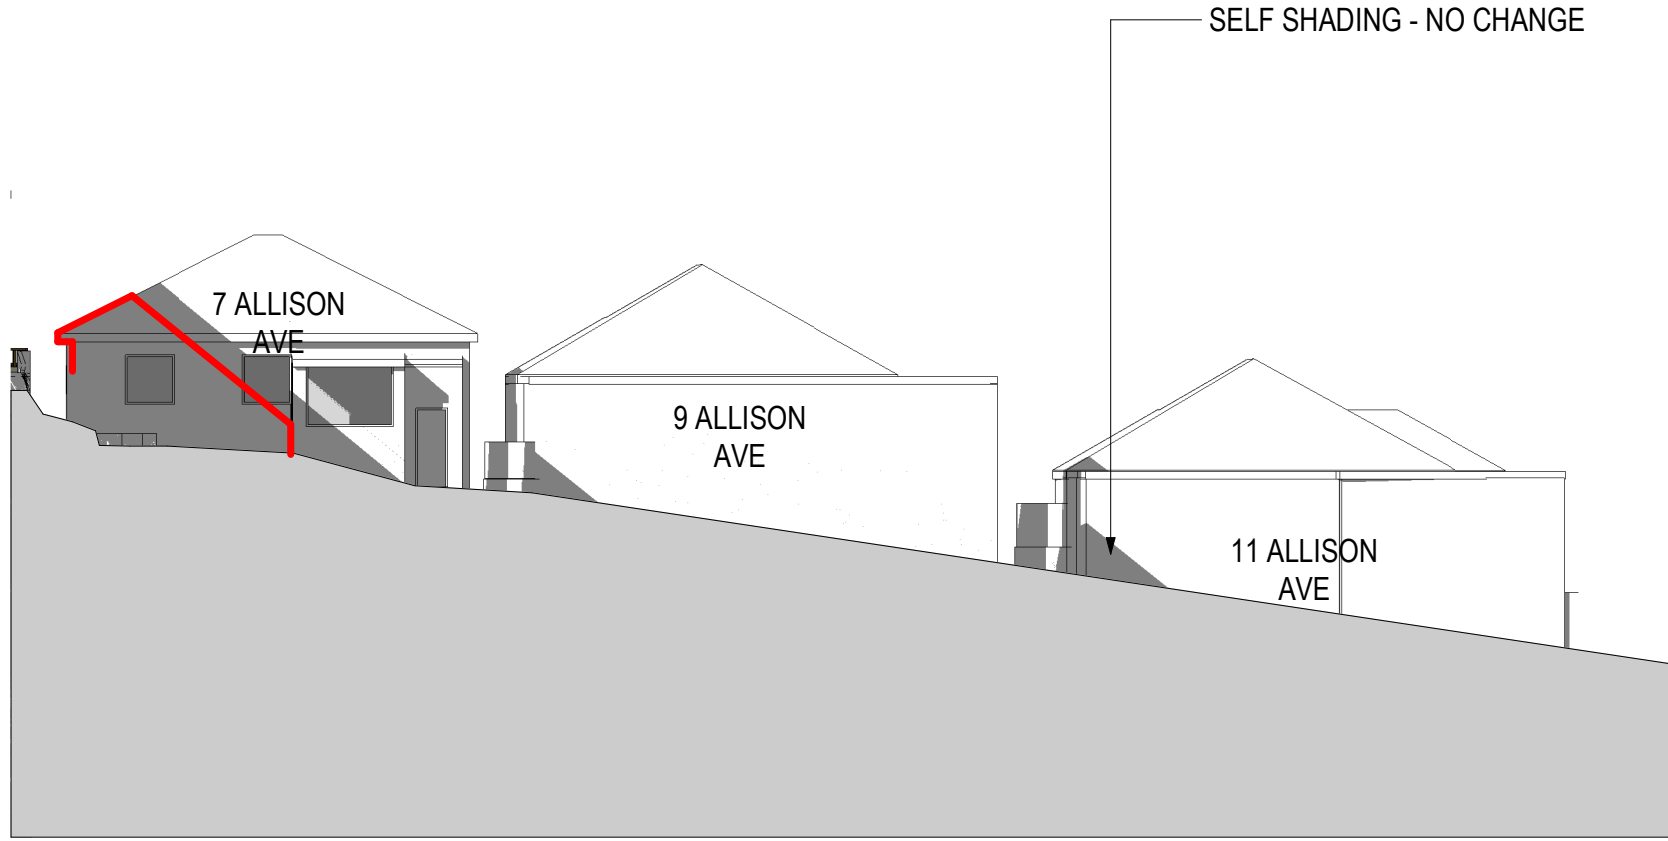 SELF SHADING - NO CHANGE
7 ALLISON
AVE
9 ALLISON
AVE
11 ALLISON
AVE